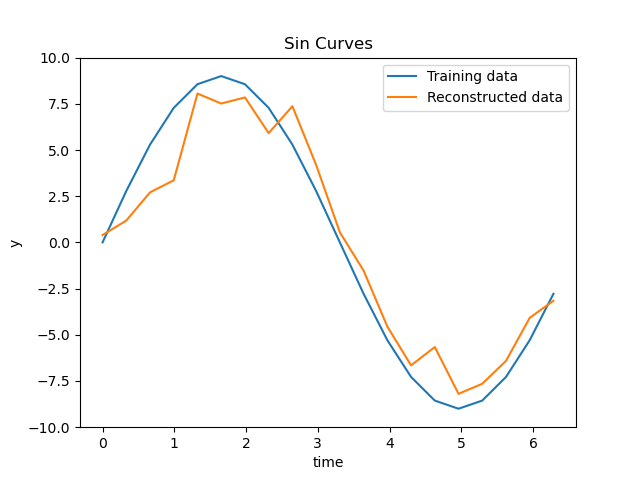 Sin Curves
Training data
Reconstructed data
10.0
7.5
5.0
2.5
0.0
−2.5
−5.0
−7.5
−10.0
y
0 1 2 3 4 5 6
time